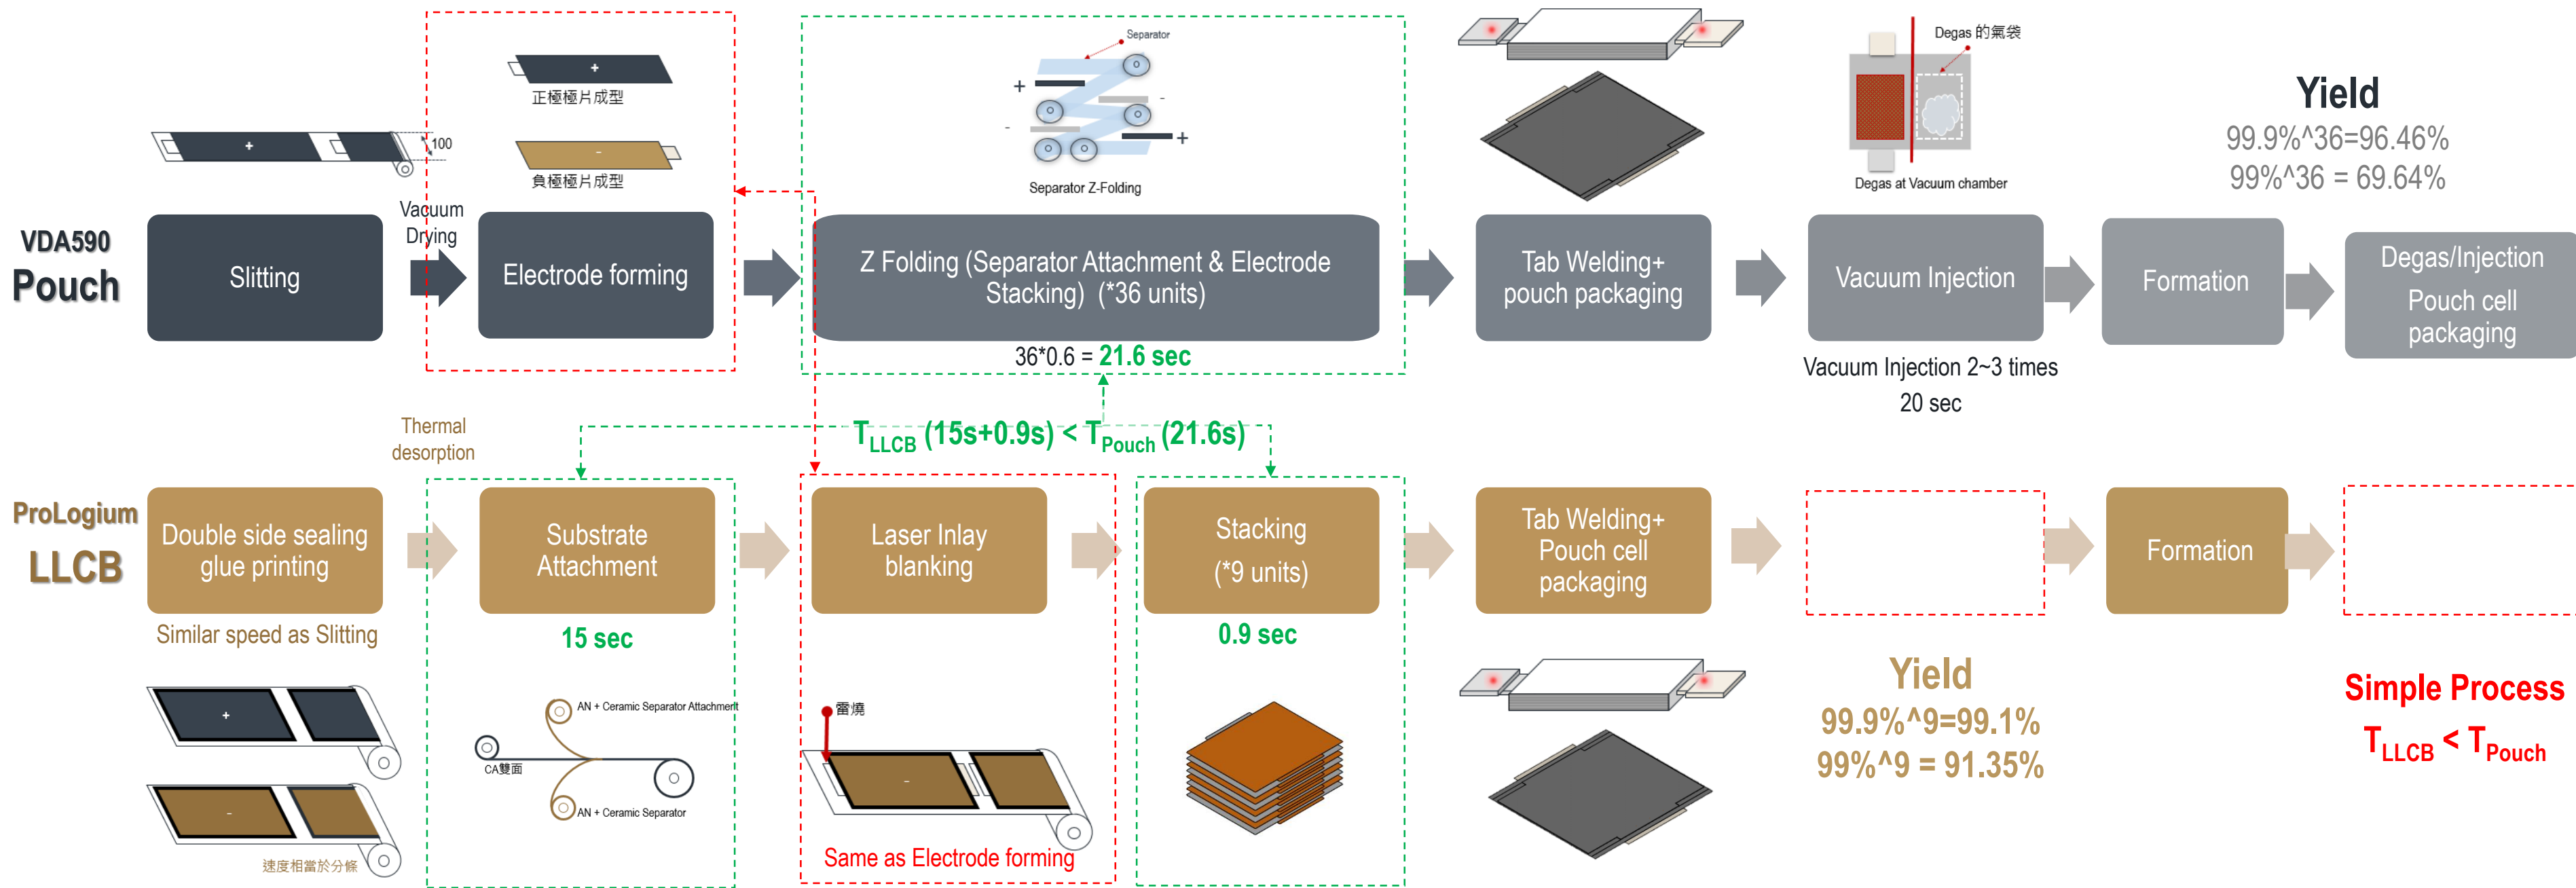 Separator
+
-
-
+
Separator Z-Folding
+
正極極片成型
-
負極極片成型
+
100
Degas 的氣袋
Degas at Vacuum chamber
Yield
99.9%^36=96.46%
99%^36 = 69.64%
VDA590
Pouch
Slitting
Vacuum
Drying
Electrode forming
Z Folding (Separator Attachment & Electrode
Stacking) (*36 units)
36*0.6 = 21.6 sec
Tab Welding+
pouch packaging
Vacuum Injection
Vacuum Injection 2~3 times
20 sec
Formation
Degas/Injection
Pouch cell
packaging
T_LLCB (15s+0.9s) < T_Pouch (21.6s)
Thermal
desorption
ProLogium
LLCB
Double side sealing
glue printing
Similar speed as Slitting
Substrate
Attachment
15 sec
Laser Inlay
blanking
Stacking
(*9 units)
0.9 sec
Tab Welding+
Pouch cell
packaging
Formation
+
-
速度相當於分條
AN + Ceramic Separator Attachment
CA雙面
AN + Ceramic Separator
雷燒
-
Same as Electrode forming
Yield
99.9%^9=99.1%
99%^9 = 91.35%
Simple Process
T_LLCB < T_Pouch